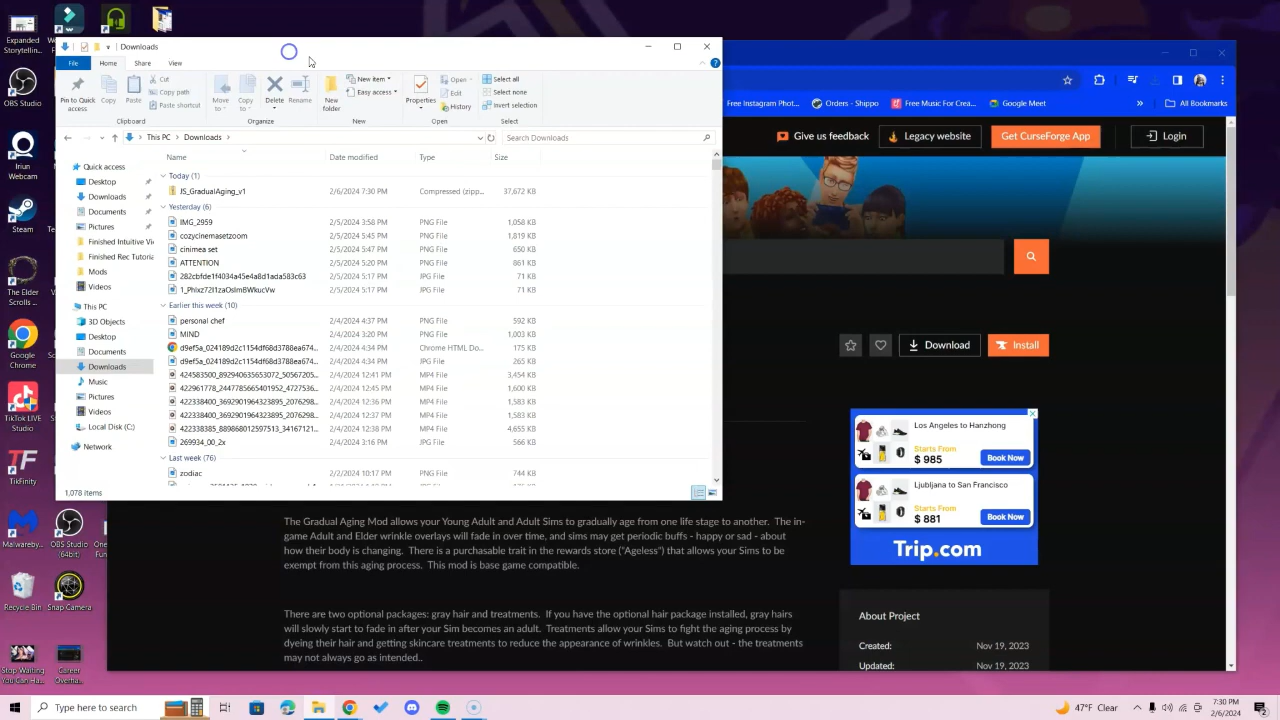 Expanded
Storytellin...
OBS Studio
Iriun
Webcam
Steam
The Elder
Scrolls ...
Google
Chrome
TikTok LIVE
Studio
TikFinity
Malwareby...
OBS Studio
(64bit)
Recycle Bin
Snap Camera
Stop Waiting
You Can Ma...
Career
Overha...
Downloads
File
Home
Share
View
Pin to Quick
access
Copy
Paste
Cut
Copy path
Paste shortcut
Clipboard
Move
to
Copy
to
Delete
Rename
Organize
New
folder
New item
Easy access
New
Properties
Open
Edit
History
Open
Select all
Select none
Invert selection
Select
This PC
Downloads
Search Downloads
Quick access
Desktop
Downloads
Documents
Pictures
Finished Intuitive Vi
Finished Rec Tutoria
Mods
Videos
This PC
3D Objects
Desktop
Documents
Downloads
Music
Pictures
Videos
Local Disk (C:)
Network
Name Date modified Type Size
Today (1)
JS_GradualAging_v1 2/6/2024 7:30 PM Compressed (zipp... 37,672 KB
Yesterday (6)
IMG_2959 2/5/2024 3:58 PM PNG File 1,058 KB
cozycinemasetzoom 2/5/2024 5:45 PM PNG File 1,819 KB
cinimea set 2/5/2024 5:47 PM PNG File 650 KB
ATTENTION 2/5/2024 5:20 PM PNG File 861 KB
282cbfde1f4034a45e4a8d1ada583c63 2/5/2024 5:17 PM JPG File 71 KB
2/5/2024 5:17 PM JPG File 71 KB
Earlier this week (10)
personal chef 2/4/2024 4:37 PM PNG File 592 KB
MIND 2/4/2024 3:20 PM PNG File 1,003 KB
d9ef5a_024189d2c1154df68d3788ea674... 2/4/2024 4:34 PM Chrome HTML Do... 175 KB
d9ef5a_024189d2c1154df68d3788ea674... 2/4/2024 4:34 PM JPG File 265 KB
424583500_8940635653072_50567205... 2/4/2024 12:41 PM MP4 File 3,454 KB
422961778_2447785665401952_4727536... 2/4/2024 12:45 PM MP4 File 1,600 KB
422338400_3692901964323895_2076298... 2/4/2024 12:36 PM MP4 File 1,583 KB
422338400_3692901964323895_2076298... 2/4/2024 12:37 PM MP4 File 1,583 KB
422338385_889868012597513_34167121... 2/4/2024 12:38 PM MP4 File 4,655 KB
269934_00_2x 2/4/2024 3:16 PM JPG File 566 KB
Last week (76)
zodiac 2/2/2024 10:17 PM PNG File 744 KB
1,078 items
Free Instagram Phot...
Orders - Shippo
Free Music For Crea...
Google Meet
»
All Bookmarks
Give us feedback
Legacy website
Get CurseForge App
Login
Download
Install
Los Angeles to Hanzhong
Starts From
$ 985
Book Now
Ljubljana to San Francisco
Starts From
$ 881
Book Now
Trip.com
The Gradual Aging Mod allows your Young Adult and Adult Sims to gradually age from one life stage to another. The in-
game Adult and Elder wrinkle overlays will fade in over time, and sims may get periodic buffs - happy or sad - about
how their body is changing. There is a purchasable trait in the rewards store ("Ageless") that allows your Sims to be
exempt from this aging process. This mod is base game compatible.
There are two optional packages: gray hair and treatments. If you have the optional hair package installed, gray hairs
will slowly start to fade in after your Sim becomes an adult. Treatments allow your Sims to fight the aging process by
dyeing their hair and getting skincare treatments to reduce the appearance of wrinkles. But watch out - the treatments
may not always go as intended..
About Project
Created: Nov 19, 2023
Updated: Nov 19, 2023
Type here to search
47°F Clear
7:30 PM
2/6/2024